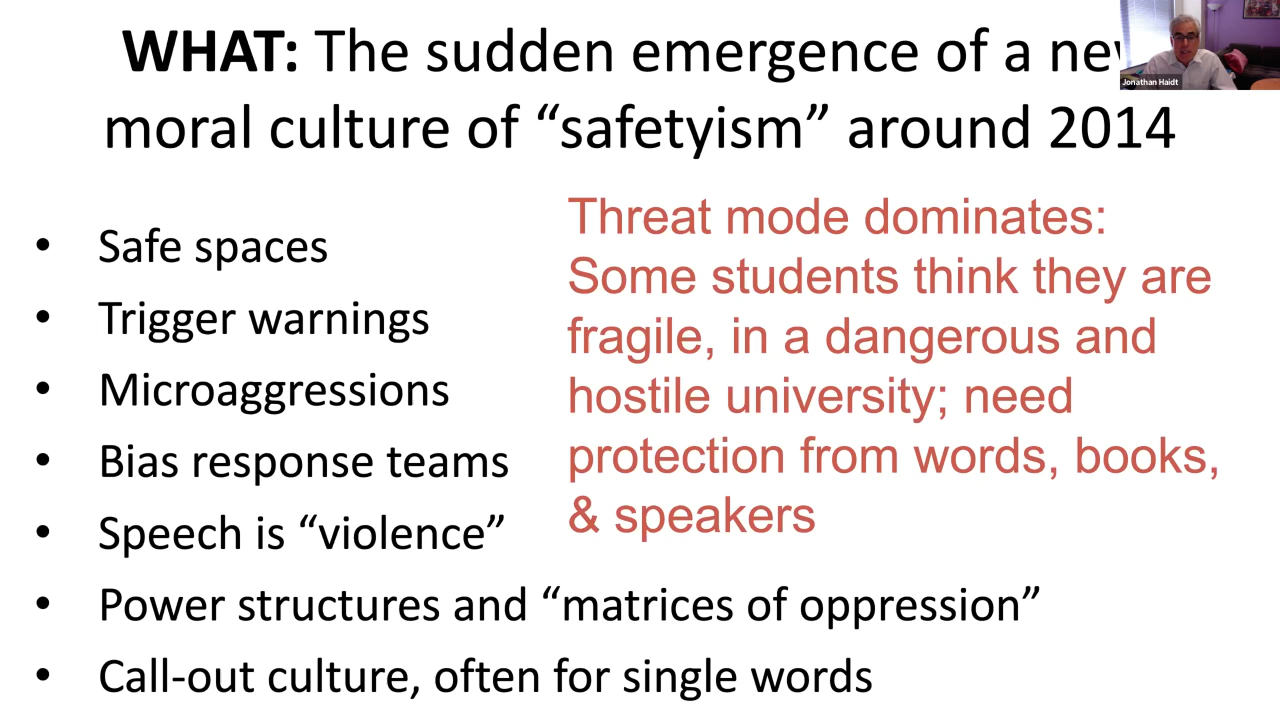 WHAT: The sudden emergence of a new
Jonathan Haidt
moral culture of “safetyism” around 2014
• Safe spaces
• Trigger warnings
• Microaggressions
• Bias response teams
• Speech is “violence”
• Power structures and “matrices of oppression”
• Call-out culture, often for single words
Threat mode dominates:
Some students think they are
fragile, in a dangerous and
hostile university; need
protection from words, books,
& speakers